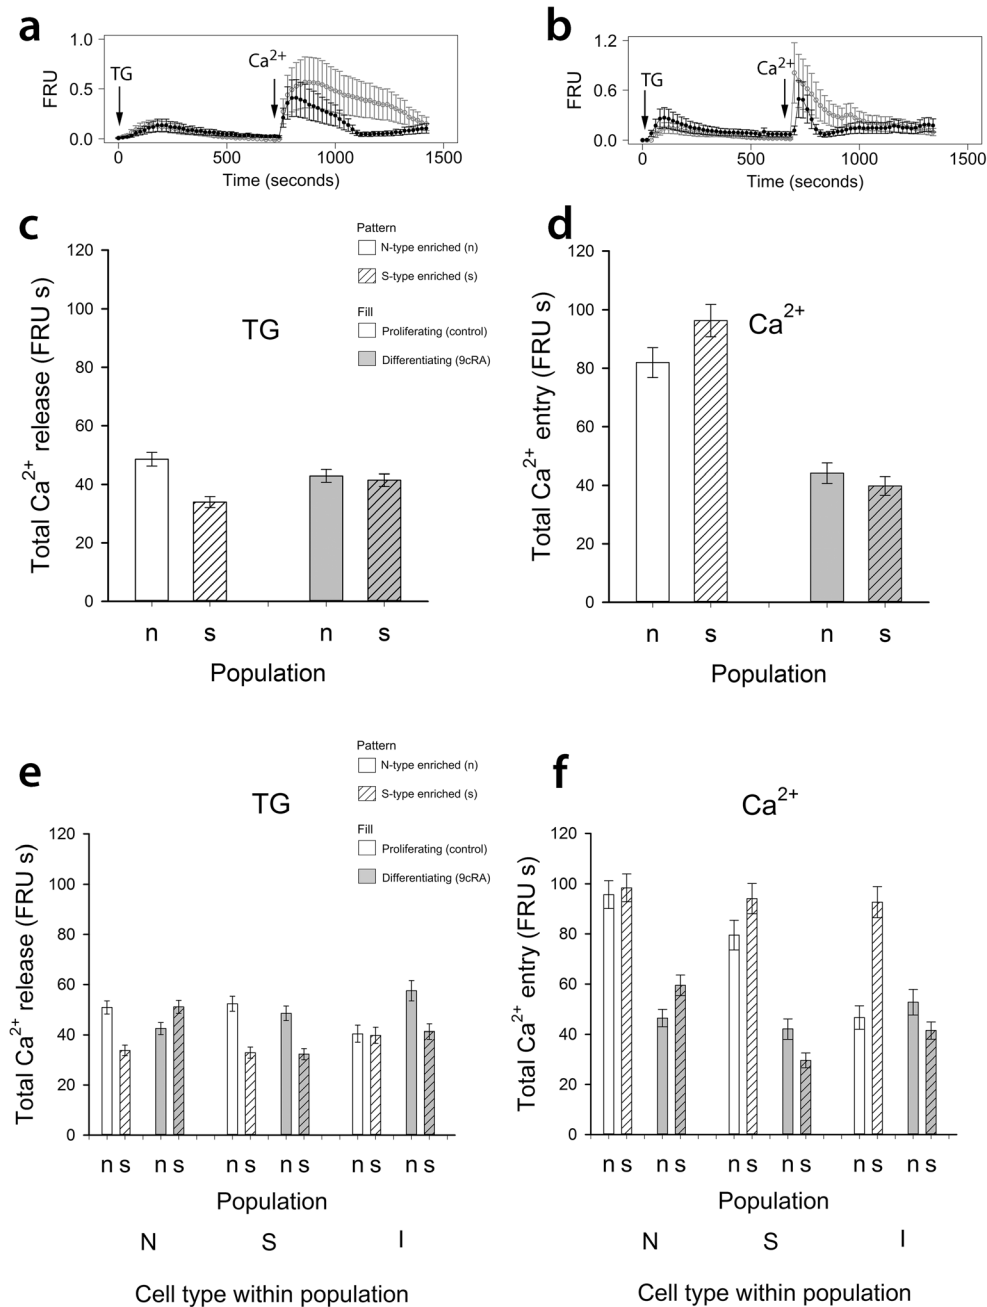 a
1.0
0.5
0.0
FRU
TG
Ca2+
0 500 1000 1500
Time (seconds)
b
1.2
0.6
0.0
FRU
TG
Ca2+
0 500 1000 1500
Time (seconds)
c
Pattern
N-type enriched (n)
S-type enriched (s)
Fill
Proliferating (control)
Differentiating (9cRA)
TG
120
100
80
60
40
20
0
Total Ca2+ release (FRU s)
n s n s
Population
d
Ca2+
120
100
80
60
40
20
0
Total Ca2+ entry (FRU s)
n s n s
Population
e
Pattern
N-type enriched (n)
S-type enriched (s)
Fill
Proliferating (control)
Differentiating (9cRA)
TG
120
100
80
60
40
20
0
Total Ca2+ release (FRU s)
n s n s n s n s n s n s
Population
N S I
Cell type within population
f
Ca2+
120
100
80
60
40
20
0
Total Ca2+ entry (FRU s)
n s n s n s n s n s n s
Population
N S I
Cell type within population